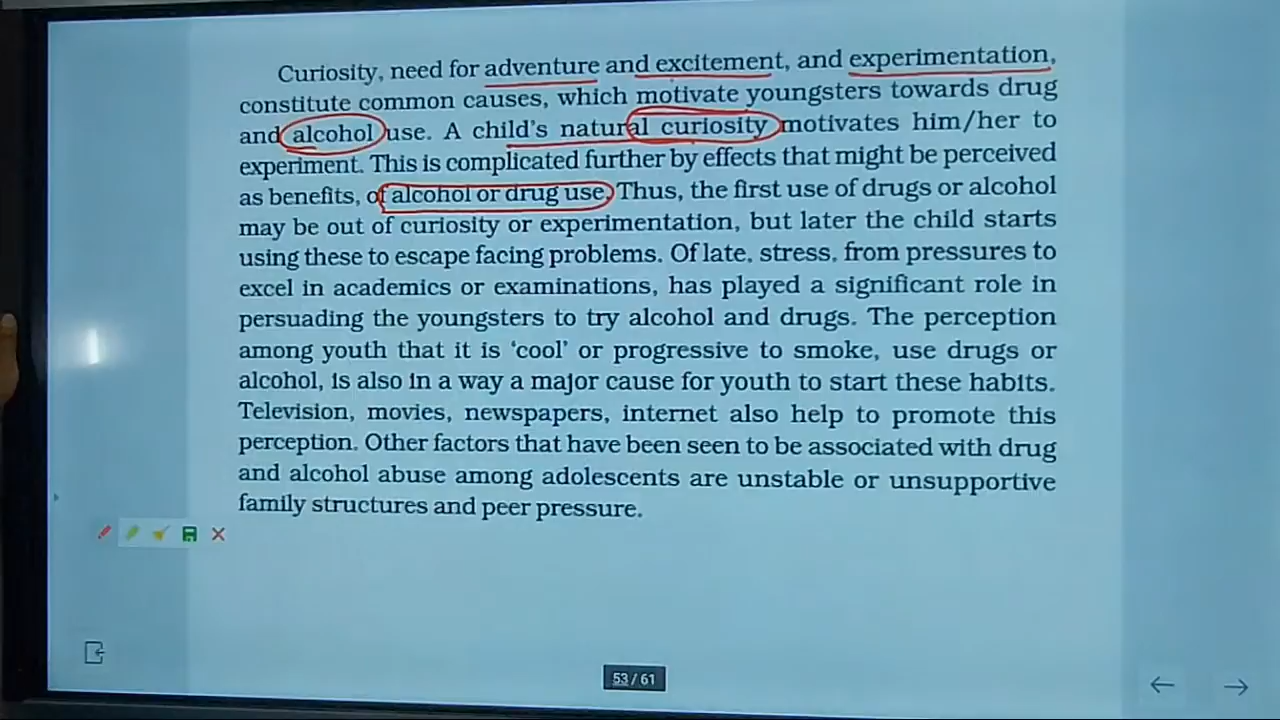 Curiosity, need for adventure and excitement, and experimentation,
constitute common causes, which motivate youngsters towards drug
and alcohol use. A child's natural curiosity motivates him/her to
experiment. This is complicated further by effects that might be perceived
as benefits, of alcohol or drug use. Thus, the first use of drugs or alcohol
may be out of curiosity or experimentation, but later the child starts
using these to escape facing problems. Of late, stress, from pressures to
excel in academics or examinations, has played a significant role in
persuading the youngsters to try alcohol and drugs. The perception
among youth that it is ‘cool’ or progressive to smoke, use drugs or
alcohol, is also in a way a major cause for youth to start these habits.
Television, movies, newspapers, internet also help to promote this
perception. Other factors that have been seen to be associated with drug
and alcohol abuse among adolescents are unstable or unsupportive
family structures and peer pressure.
53 / 61